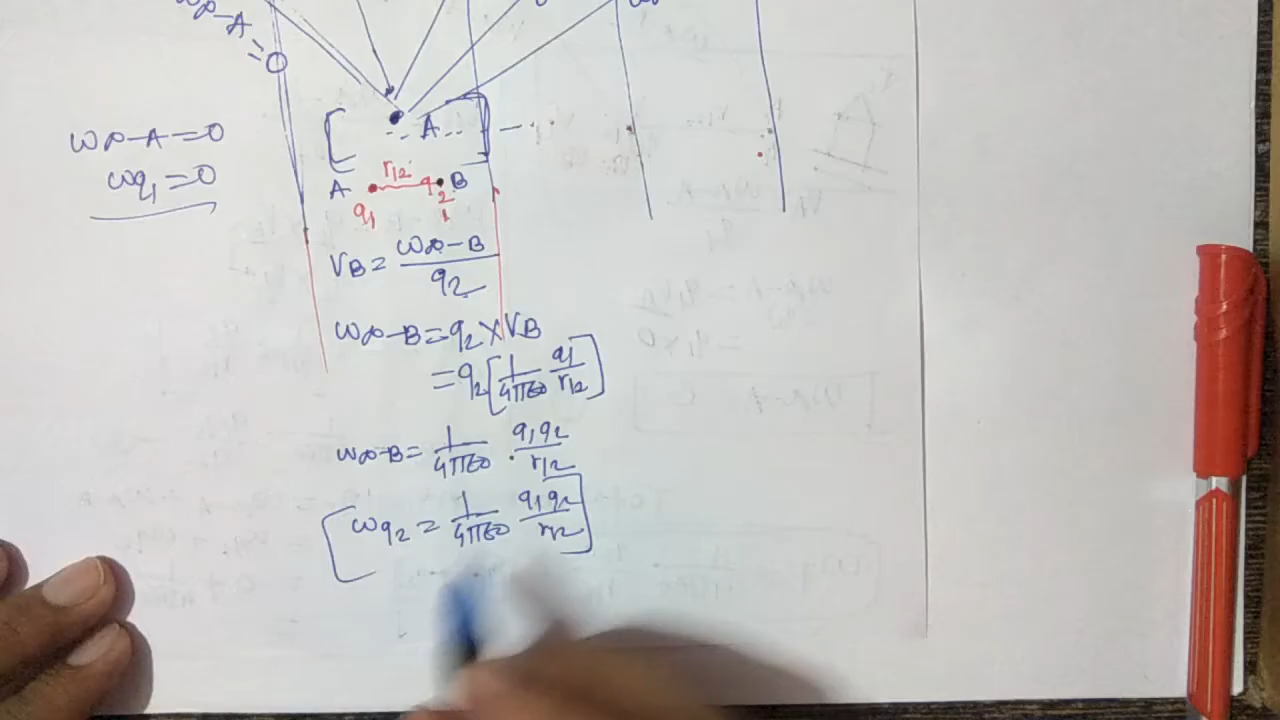 W∞-A
=0
W∞-A=0
Wq₁=0
[ .. A.. ]
A r₁₂ B
q₁ q₂
VB = W∞-B / q₂
W∞-B = q₂ × VB
= q₂ [ 1/4πε0 q₁/r₁₂ ]
W∞-B = 1/4πε0 . q₁q₂/r₁₂
[ Wq₂ = 1/4πε0 q₁q₂/r₁₂ ]